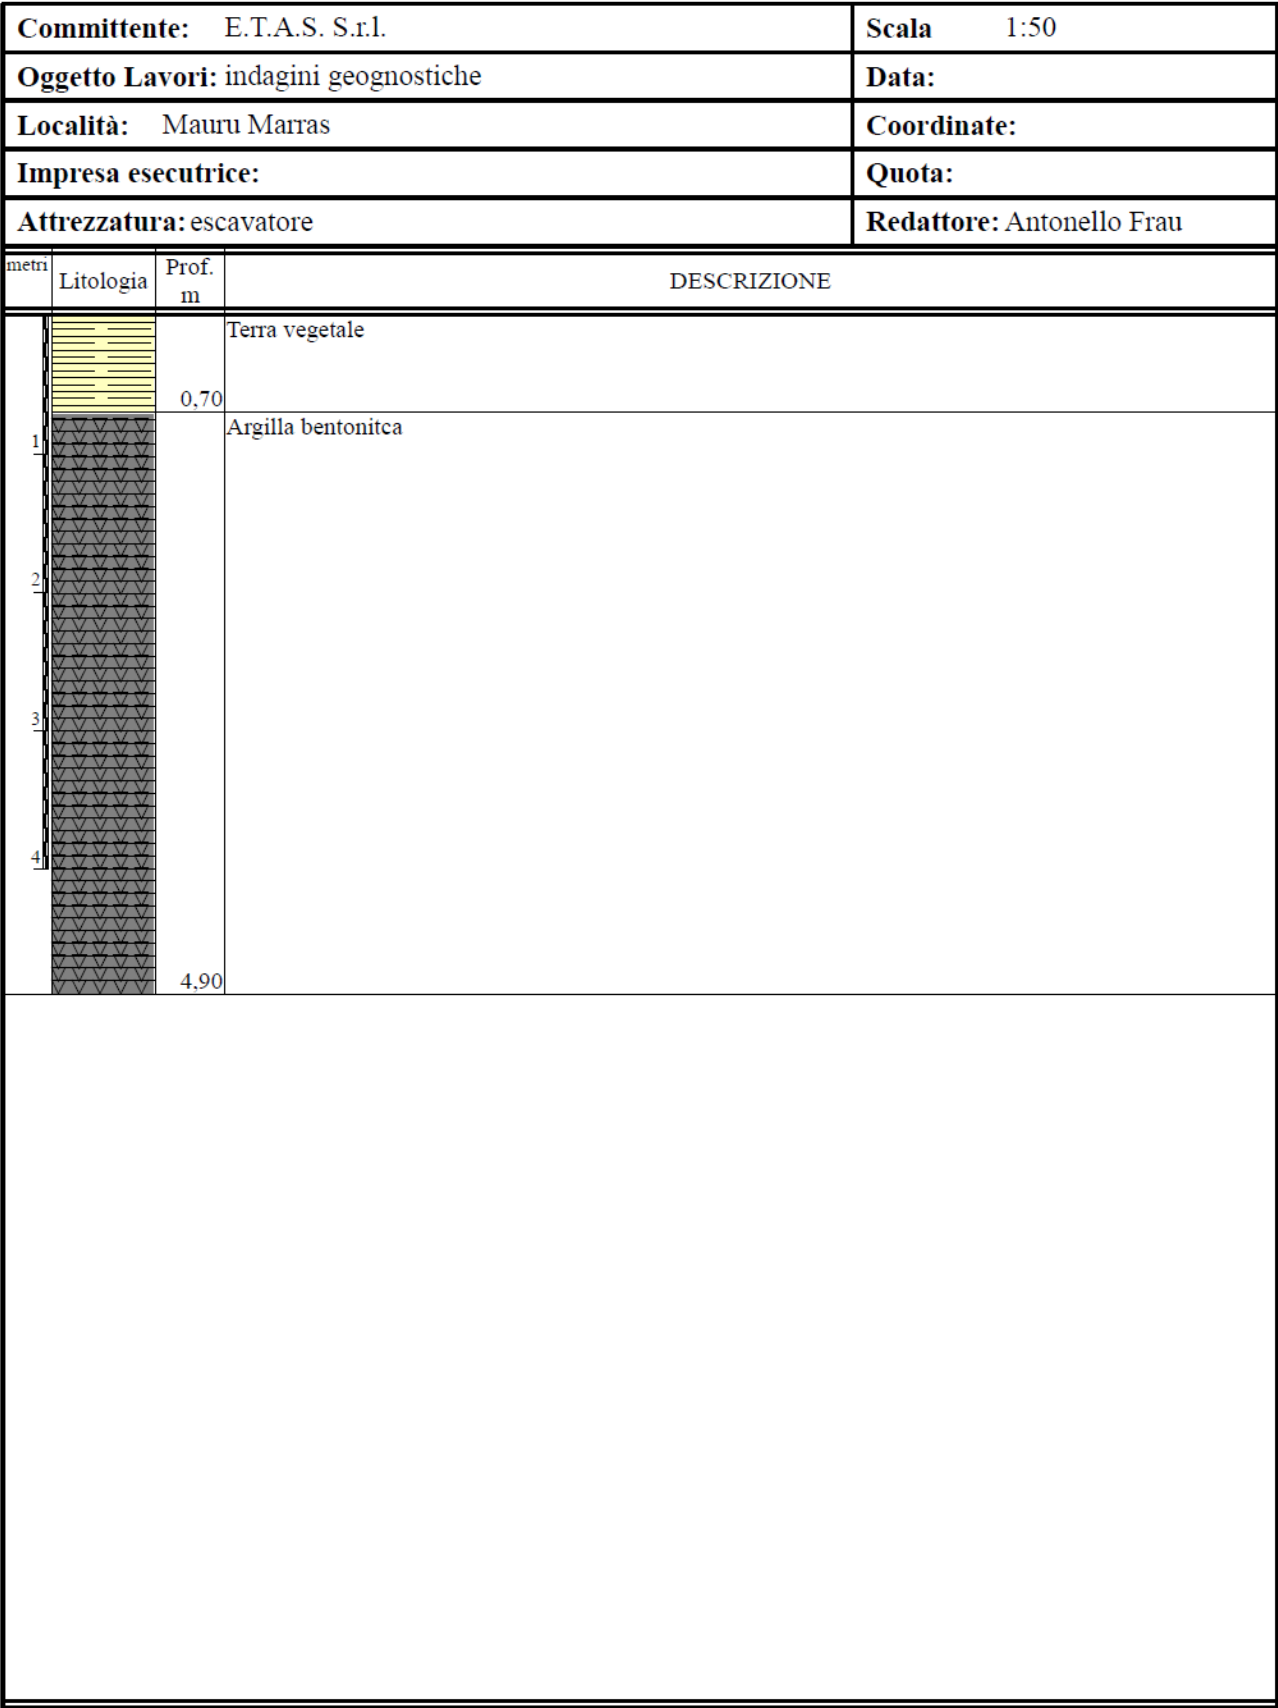 Committente: E.T.A.S. S.r.l. Scala 1:50
Oggetto Lavori: indagini geognostiche Data:
Località: Mauru Marras Coordinate:
Impresa esecutrice: Quota:
Attrezzatura: escavatore Redattore: Antonello Frau
metri Litologia Prof. m DESCRIZIONE
Terra vegetale
0,70
Argilla bentonitca
1
2
3
4
4,90